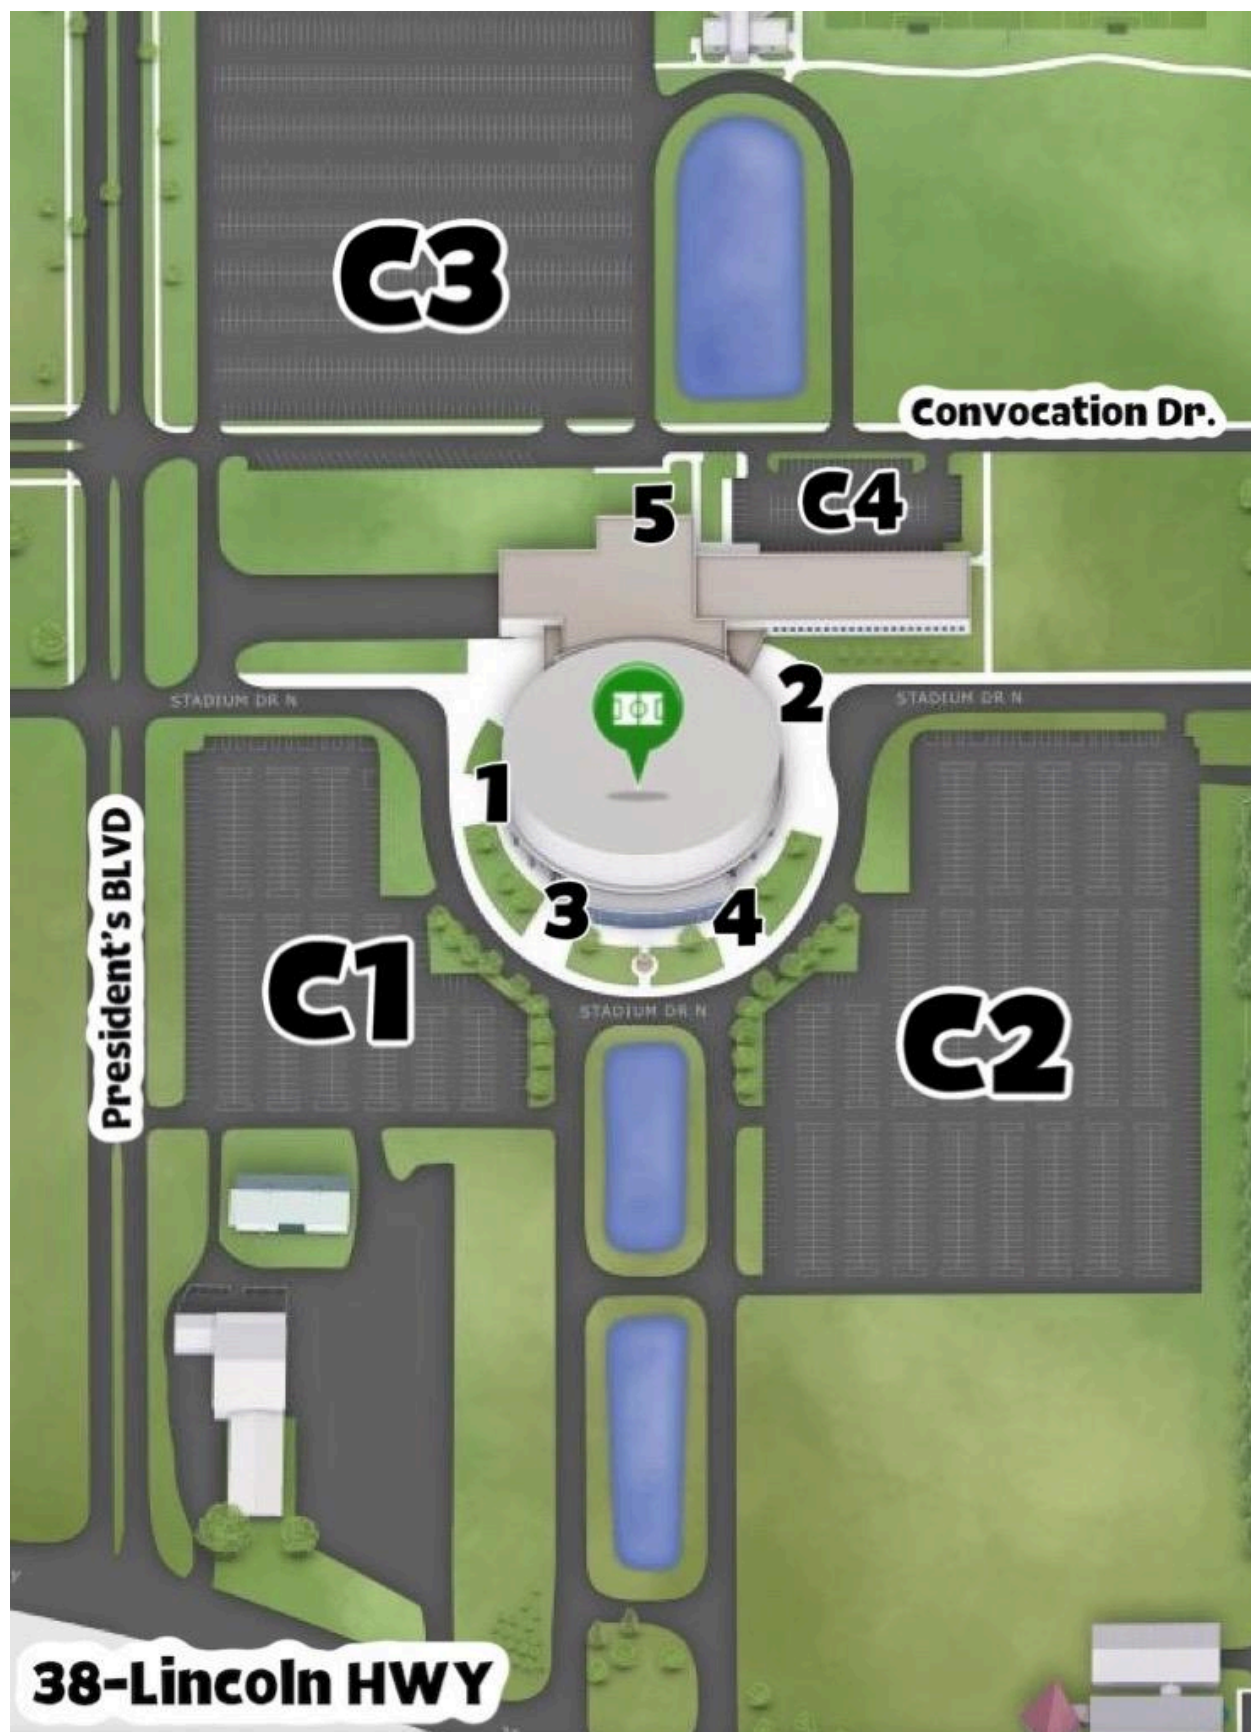 C3
Convocation Dr.
5
C4
2
STADIUM DR N
STADIUM DR N
1
President's BLVD
3
4
C1
STADIUM DR N
C2
38-Lincoln HWY